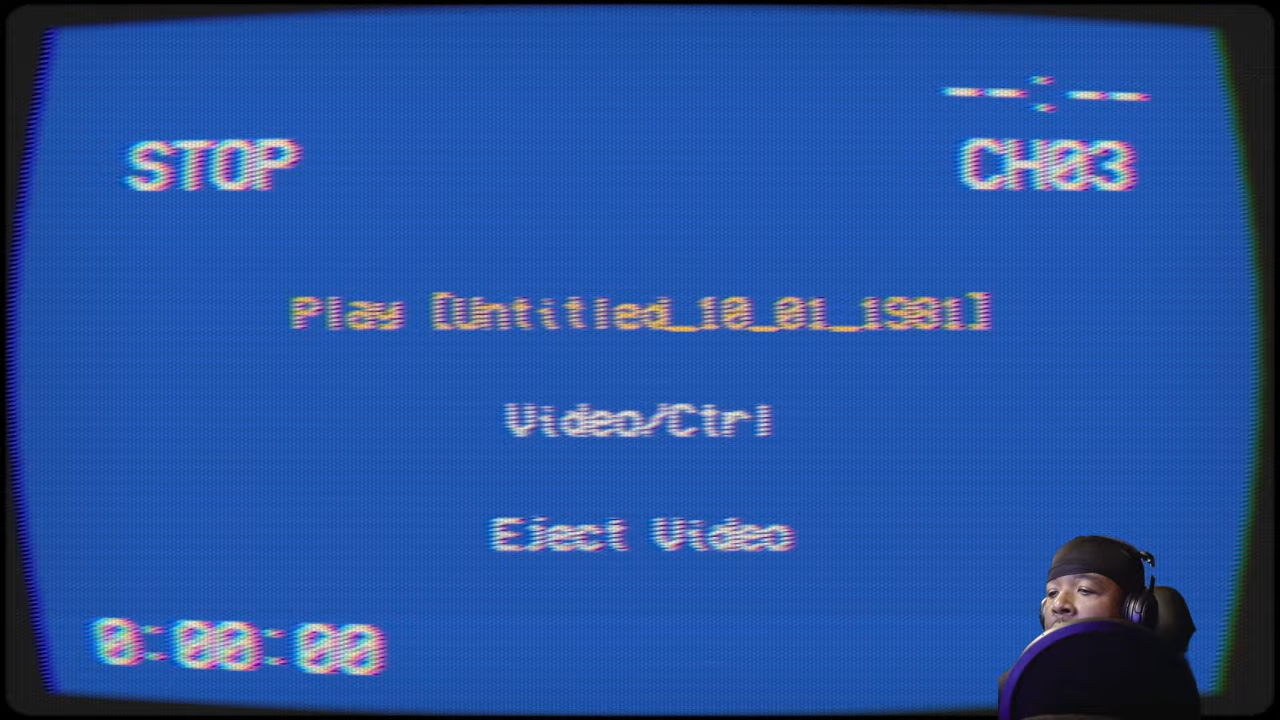 --:--
STOP
CH03
Play [Untitled_10_01_1981]
Video/Ctrl
Eject Video
0:00:00